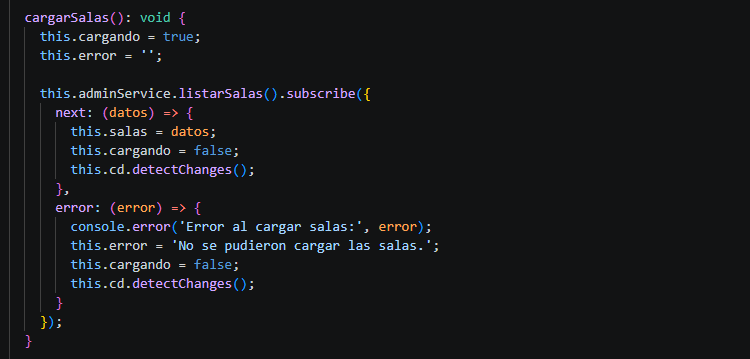 cargarSalas(): void {
  this.cargando = true;
  this.error = '';

  this.adminService.listarSalas().subscribe({
    next: (datos) => {
      this.salas = datos;
      this.cargando = false;
      this.cd.detectChanges();
    },
    error: (error) => {
      console.error('Error al cargar salas:', error);
      this.error = 'No se pudieron cargar las salas.';
      this.cargando = false;
      this.cd.detectChanges();
    }
  });
}